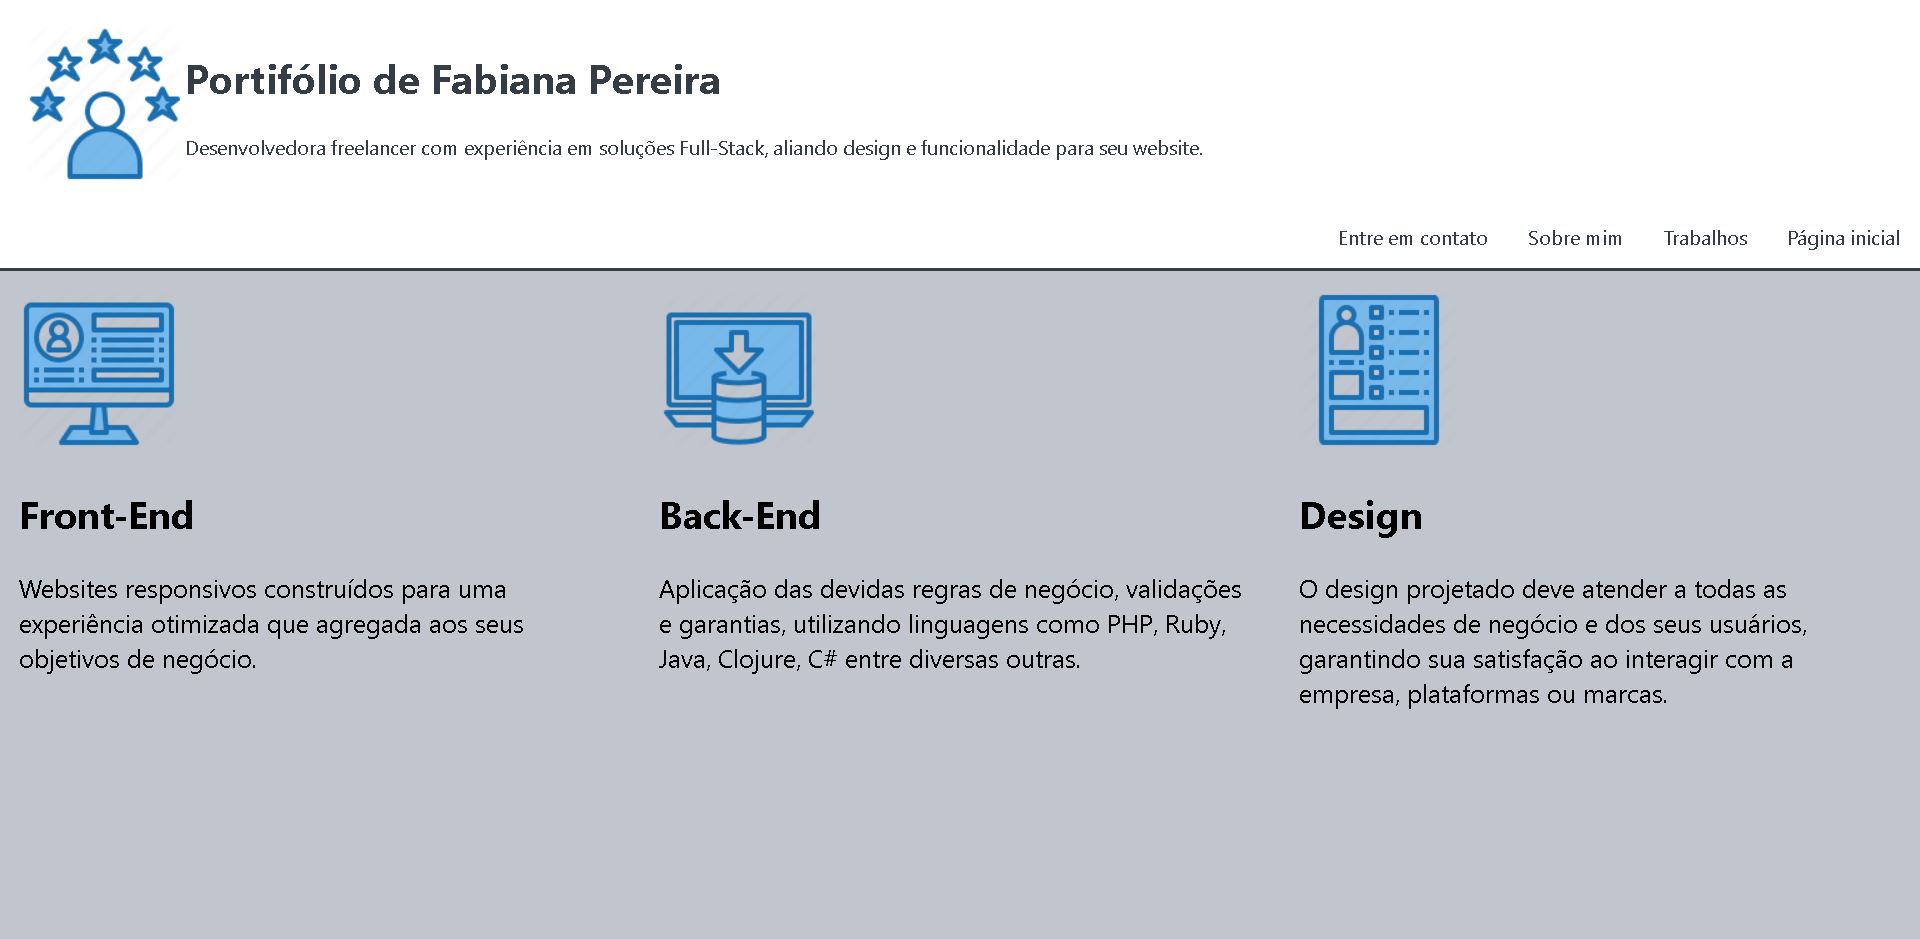 Portifólio de Fabiana Pereira
Desenvolvedora freelancer com experiência em soluções Full-Stack, aliando design e funcionalidade para seu website.
Entre em contato Sobre mim Trabalhos Página inicial
Front-End
Websites responsivos construídos para uma
experiência otimizada que agregada aos seus
objetivos de negócio.
Back-End
Aplicação das devidas regras de negócio, validações
e garantias, utilizando linguagens como PHP, Ruby,
Java, Clojure, C# entre diversas outras.
Design
O design projetado deve atender a todas as
necessidades de negócio e dos seus usuários,
garantindo sua satisfação ao interagir com a
empresa, plataformas ou marcas.